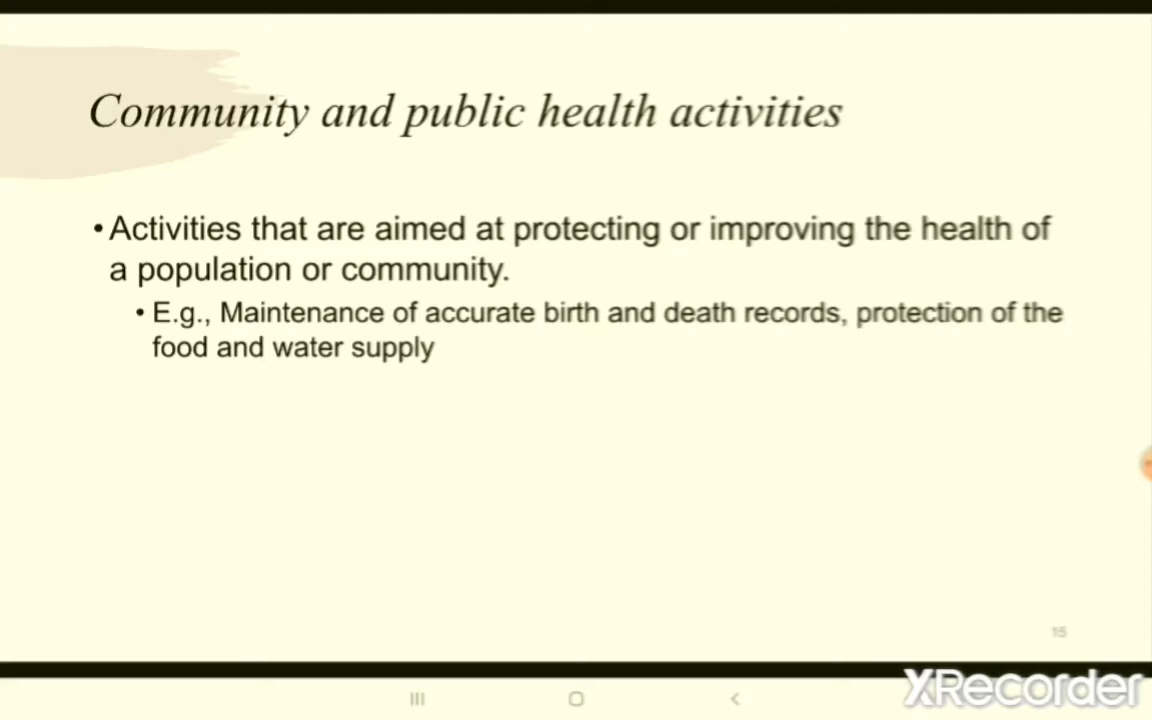 Community and public health activities
• Activities that are aimed at protecting or improving the health of
a population or community.
• E.g., Maintenance of accurate birth and death records, protection of the
food and water supply
15
XRecorder